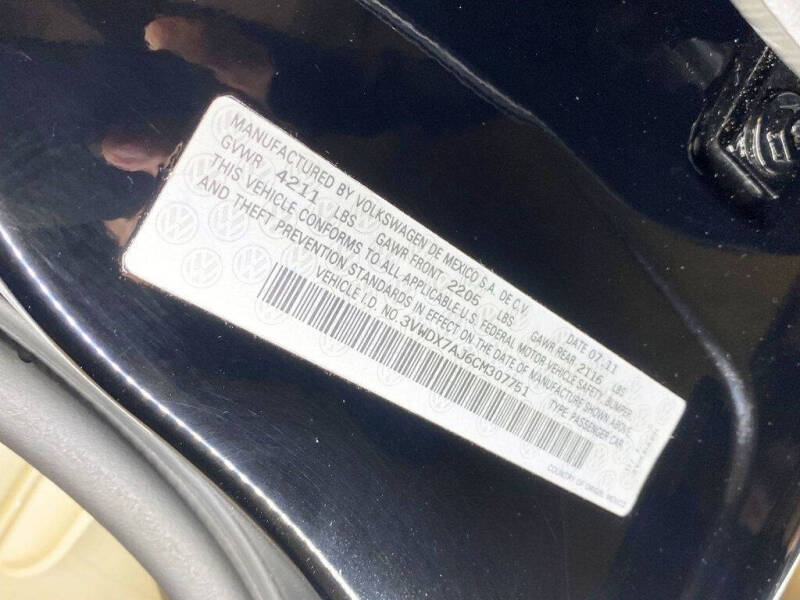 MANUFACTURED BY VOLKSWAGEN DE MEXICO S.A. DE C.V. DATE 07-11
GVWR 4211 LBS GAWR FRONT 2205 LBS GAWR REAR 2116 LBS
THIS VEHICLE CONFORMS TO ALL APPLICABLE U.S. FEDERAL MOTOR VEHICLE SAFETY, BUMPER,
AND THEFT PREVENTION STANDARDS IN EFFECT ON THE DATE OF MANUFACTURE SHOWN ABOVE.
VEHICLE I.D. NO. 3VWDX7AJ6CM307761 TYPE: PASSENGER CAR
COUNTRY OF ORIGIN: MEXICO